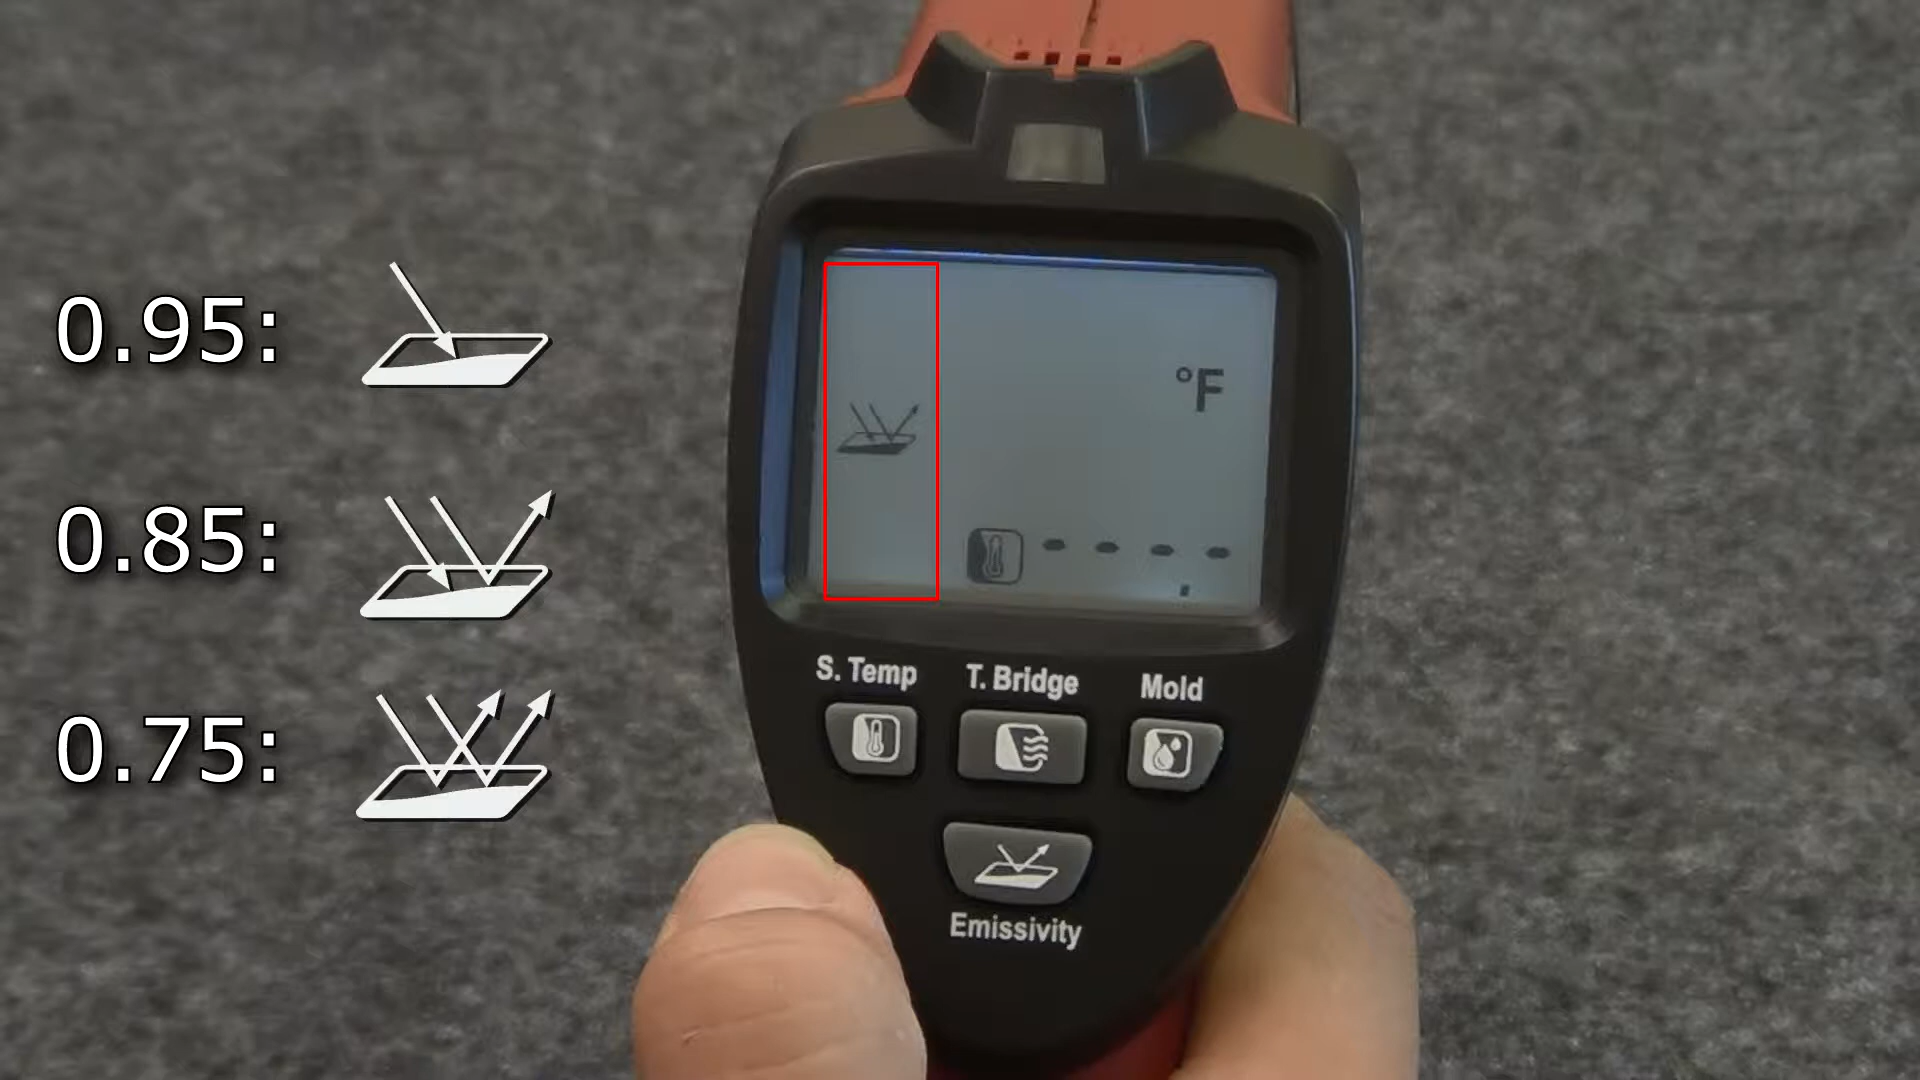 0.95:
0.85:
0.75:
°F
- - - -
S. Temp
T. Bridge
Mold
Emissivity